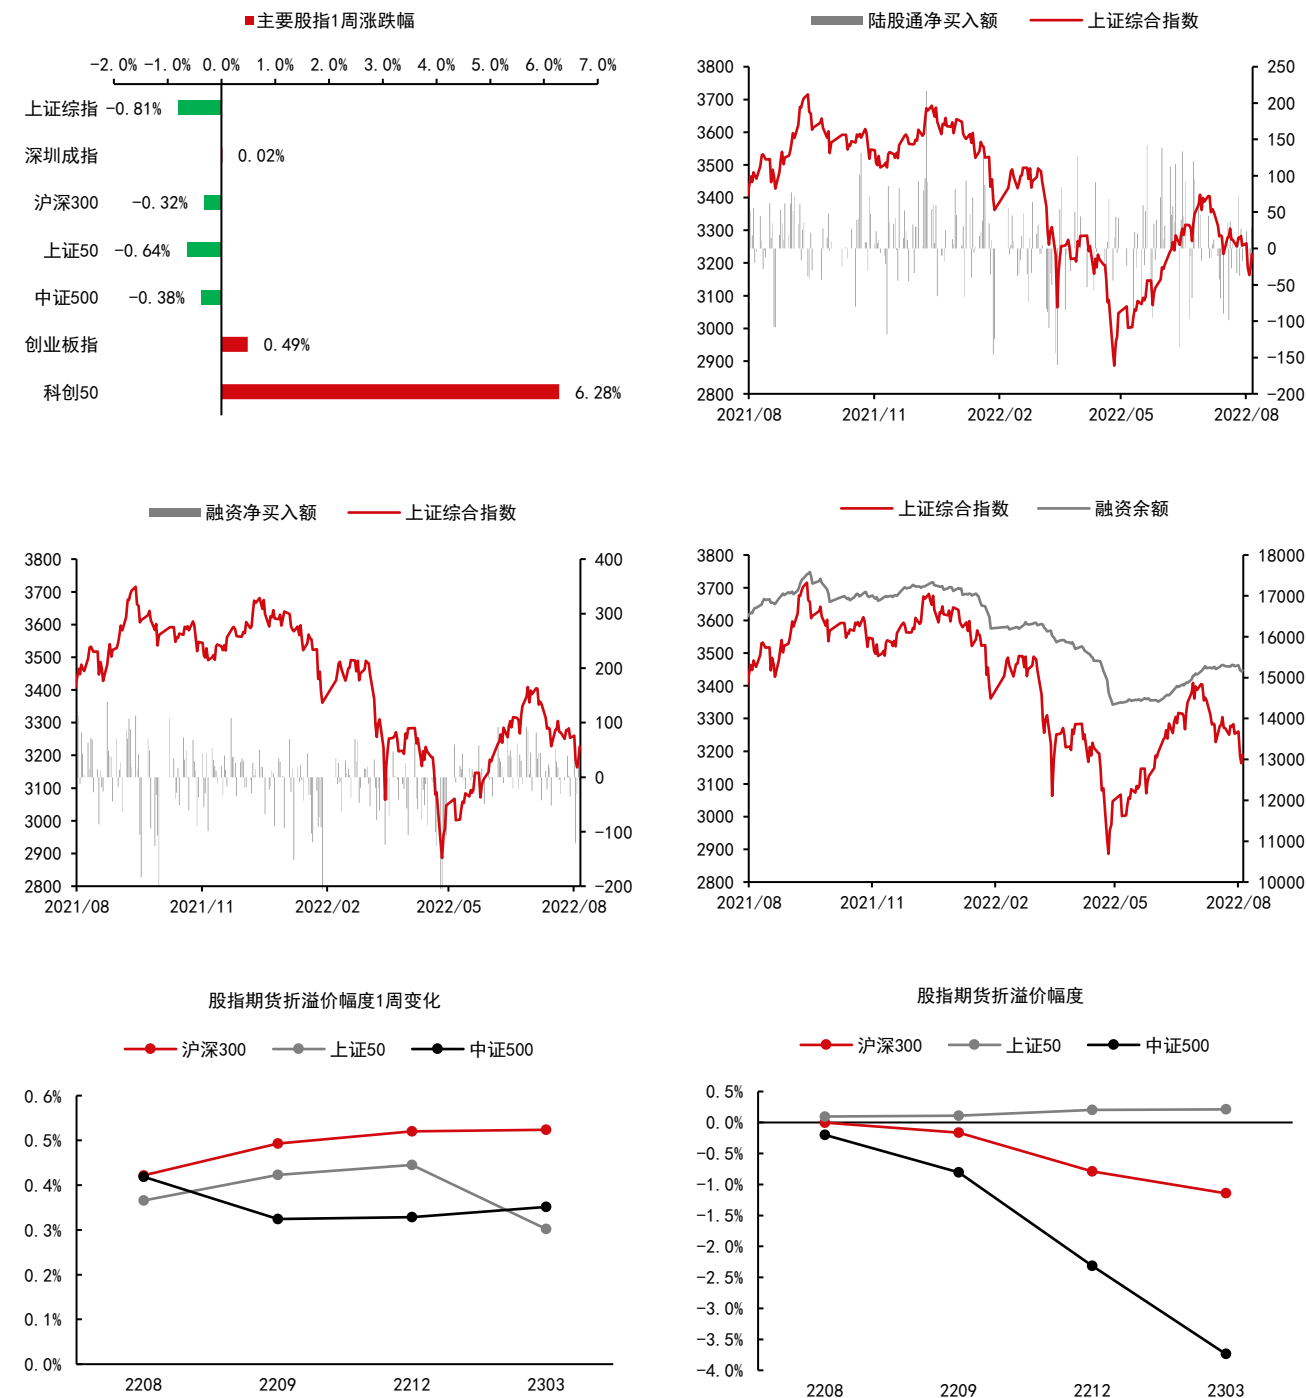 主要股指1周涨跌幅
-2.0% -1.0% 0.0% 1.0% 2.0% 3.0% 4.0% 5.0% 6.0% 7.0%
上证综指 -0.81%
深圳成指 0.02%
沪深300 -0.32%
上证50 -0.64%
中证500 -0.38%
创业板指 0.49%
科创50 6.28%
陆股通净买入额 上证综合指数
3800 250
3700 200
3600 150
3500 100
3400 50
3300 0
3200 -50
3100 -100
3000 -150
2900 -200
2800
2021/08 2021/11 2022/02 2022/05 2022/08
融资净买入额 上证综合指数
3800 400
3700 300
3600 200
3500 100
3400 0
3300 -100
3200 -200
3100
3000
2900
2800
2021/08 2021/11 2022/02 2022/05 2022/08
上证综合指数 融资余额
3800 18000
3700 17000
3600 16000
3500 15000
3400 14000
3300 13000
3200 12000
3100 11000
3000 10000
2900
2800
2021/08 2021/11 2022/02 2022/05 2022/08
股指期货折溢价幅度1周变化
沪深300 上证50 中证500
0.6%
0.5%
0.4%
0.3%
0.2%
0.1%
0.0%
2208 2209 2212 2303
股指期货折溢价幅度
沪深300 上证50 中证500
0.5%
0.0%
-0.5%
-1.0%
-1.5%
-2.0%
-2.5%
-3.0%
-3.5%
-4.0%
2208 2209 2212 2303